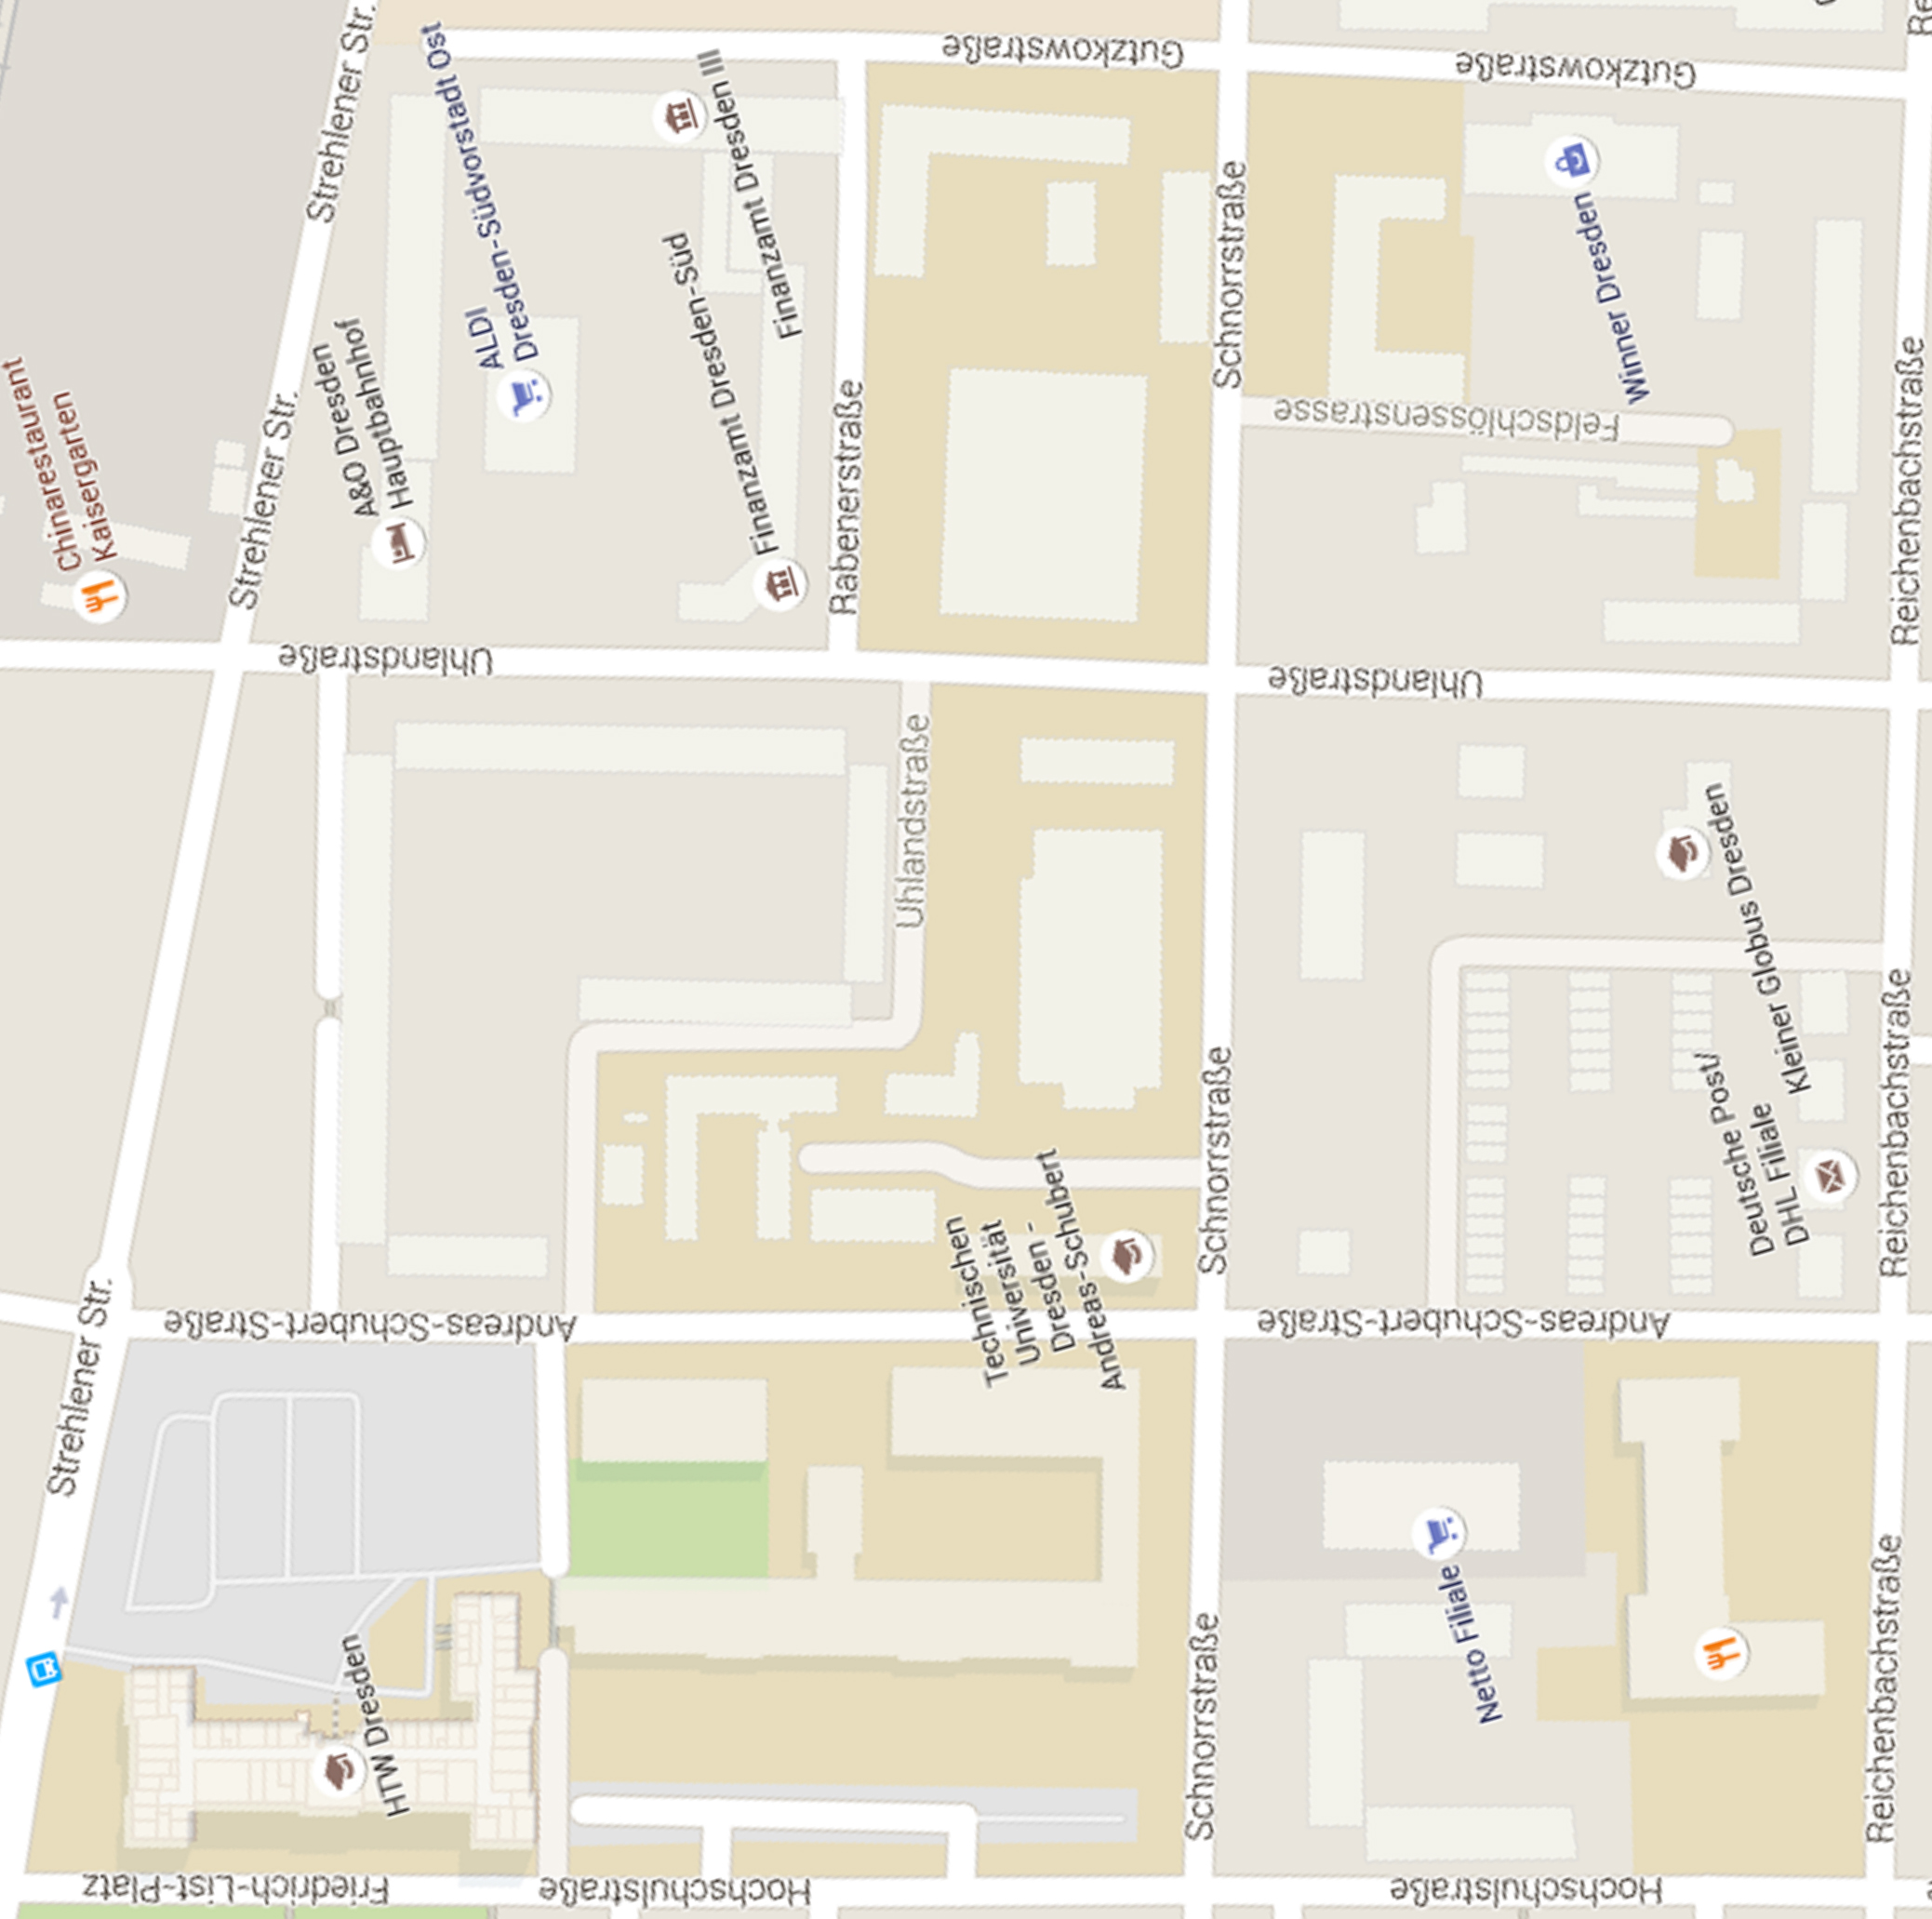 Strehlener Str.
Gutzkowstraße
Gutzkowstraße
ALDI
Dresden-Südvorstadt Ost
Finanzamt Dresden III
Strehlener Str.
Schnorrstraße
Winner Dresden
Finanzamt Dresden-Süd
A&O Dresden
Hauptbahnhof
Chinarestaurant
Kaisergarten
Rabenerstraße
Feldschlösschenstrasse
Reichenbachstraße
Strehlener Str.
Uhlandstraße
Uhlandstraße
Uhlandstraße
Kleiner Globus Dresden
Schnorrstraße
Deutsche Post/
DHL Filiale
Reichenbachstraße
Technischen
Universität
Dresden -
Andreas-Schubert
Andreas-Schubert-Straße
Andreas-Schubert-Straße
Strehlener Str.
Netto Filiale
HTW Dresden
Schnorrstraße
Reichenbachstraße
Friedrich-List-Platz
Hochschulstraße
Hochschulstraße